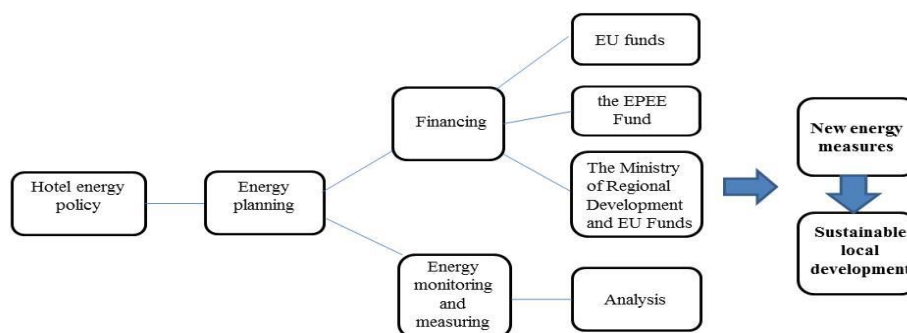 EU funds
the EPEE
Fund
Financing
The Ministry
of Regional
Development
and EU Funds
New energy
measures
Hotel energy
policy
Energy
planning
Sustainable
local
development
Energy
monitoring
and
measuring
Analysis